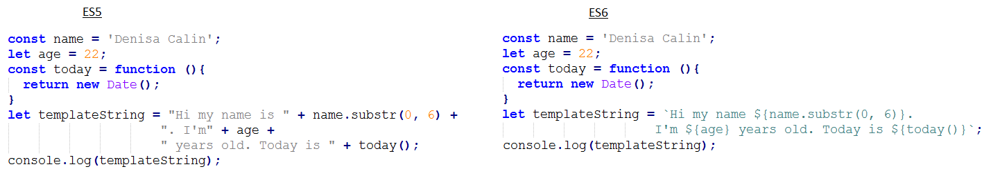 ES5
const name = 'Denisa Calin';
let age = 22;
const today = function (){
  return new Date();
}
let templateString = "Hi my name is " + name.substr(0, 6) +
                    ". I'm" + age +
                    " years old. Today is " + today();
console.log(templateString);
ES6
const name = 'Denisa Calin';
let age = 22;
const today = function (){
  return new Date();
}
let templateString = `Hi my name ${name.substr(0, 6)}.
                    I'm ${age} years old. Today is ${today()}`;
console.log(templateString);